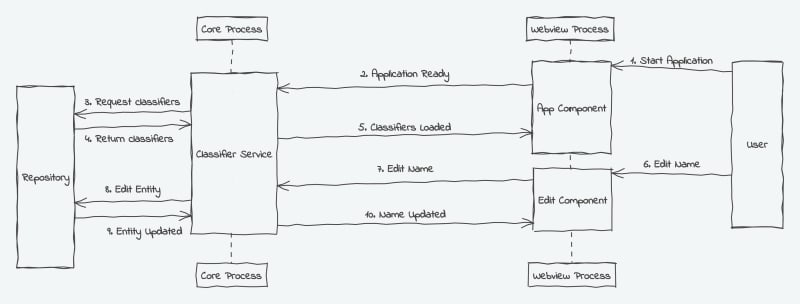 Core Process
Webview Process
1. Start Application
2. Application Ready
3. Request classifiers
App Component
5. Classifiers Loaded
4. Return classifiers
User
Classifier Service
6. Edit Name
7. Edit Name
Repository
8. Edit Entity
Edit Component
10. Name Updated
9. Entity Updated
Core Process
Webview Process